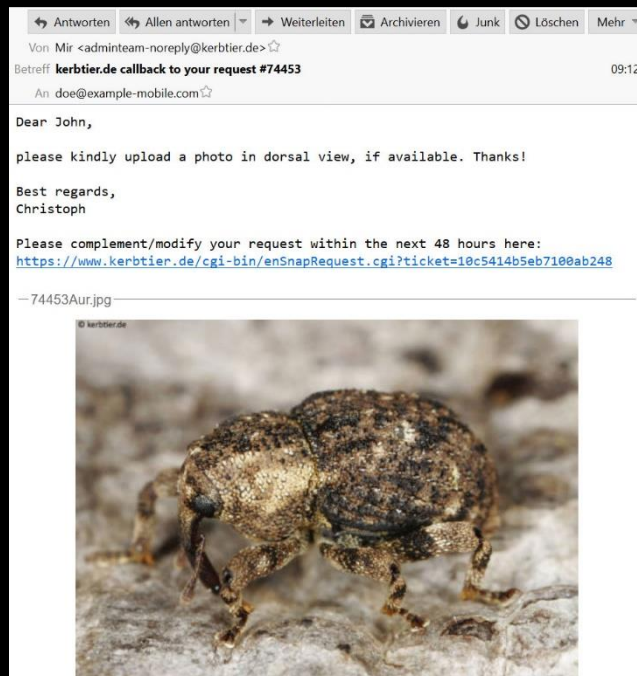 Antworten Allen antworten Weiterleiten Archivieren Junk Löschen Mehr
Von Mir <adminteam-noreply@kerbtier.de>
Betreff kerbtier.de callback to your request #74453 09:12
An doe@example-mobile.com
Dear John,
please kindly upload a photo in dorsal view, if available. Thanks!
Best regards,
Christoph
Please complement/modify your request within the next 48 hours here:
https://www.kerbtier.de/cgi-bin/enSnapRequest.cgi?ticket=10c5414b5eb7100ab248
74453Aur.jpg
© kerbtier.de